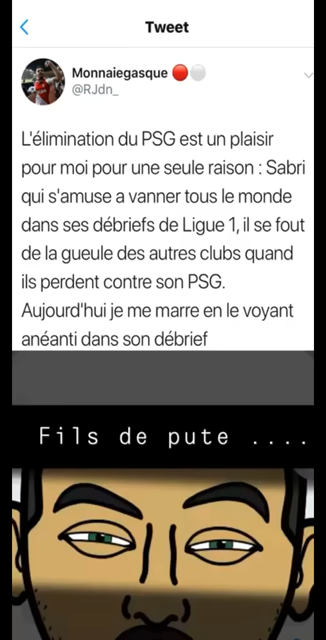 Tweet
Monnaiegasque 🔴⚪
@RJdn_
L'élimination du PSG est un plaisir
pour moi pour une seule raison : Sabri
qui s'amuse a vanner tous le monde
dans ses débriefs de Ligue 1, il se fout
de la gueule des autres clubs quand
ils perdent contre son PSG.
Aujourd'hui je me marre en le voyant
anéanti dans son débrief
Fils de pute ....